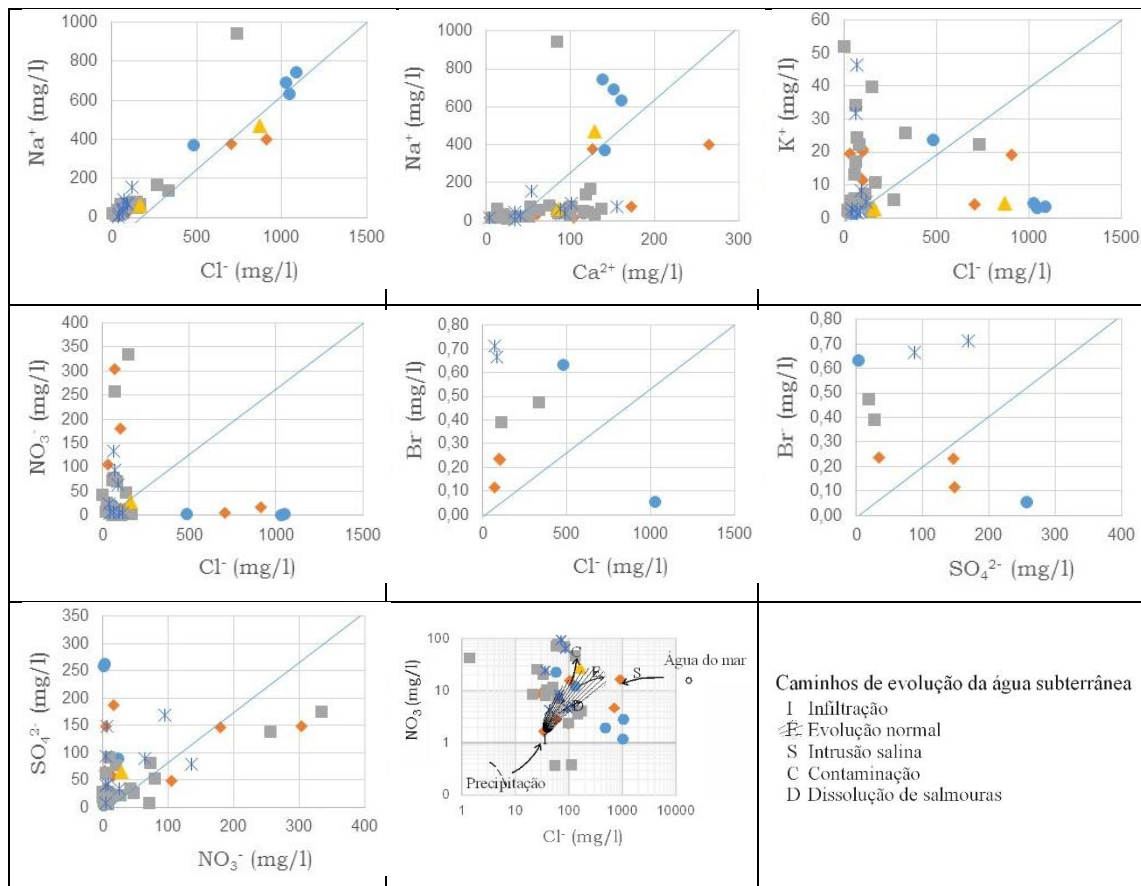 1000
800
600
400
200
0
Na⁺ (mg/l)
0 500 1000 1500
Cl⁻ (mg/l)
1000
800
600
400
200
0
Na⁺ (mg/l)
0 100 200 300
Ca²⁺ (mg/l)
60
50
40
30
20
10
0
K⁺ (mg/l)
0 500 1000 1500
Cl⁻ (mg/l)
400
350
300
250
200
150
100
50
0
NO₃⁻ (mg/l)
0 500 1000 1500
Cl⁻ (mg/l)
0,80
0,70
0,60
0,50
0,40
0,30
0,20
0,10
0,00
Br⁻ (mg/l)
0 500 1000 1500
Cl⁻ (mg/l)
0,80
0,70
0,60
0,50
0,40
0,30
0,20
0,10
0,00
Br⁻ (mg/l)
0 100 200 300 400
SO₄²⁻ (mg/l)
350
300
250
200
150
100
50
0
SO₄²⁻ (mg/l)
0 100 200 300 400
NO₃⁻ (mg/l)
100
10
1
0
NO₃ (mg/l)
C
E
S
D
I
Água do mar
Precipitação
0 1 10 100 1000 10000
Cl⁻ (mg/l)
Caminhos de evolução da água subterrânea
I Infiltração
E Evolução normal
S Intrusão salina
C Contaminação
D Dissolução de salmouras